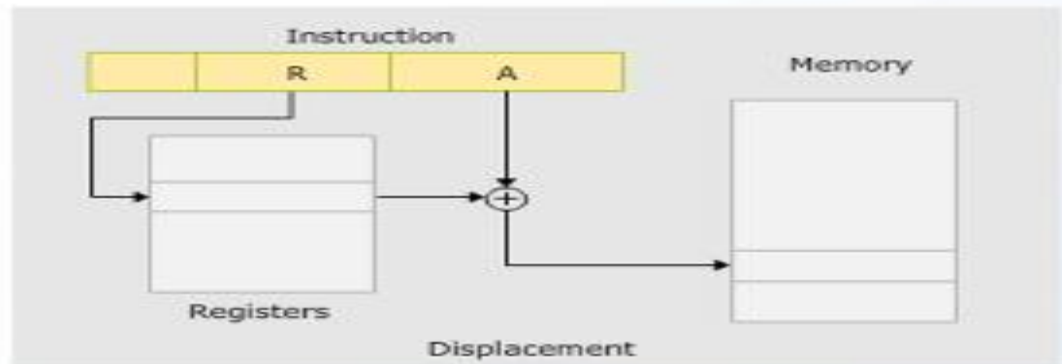 Instruction
R A
Memory
+
Registers
Displacement